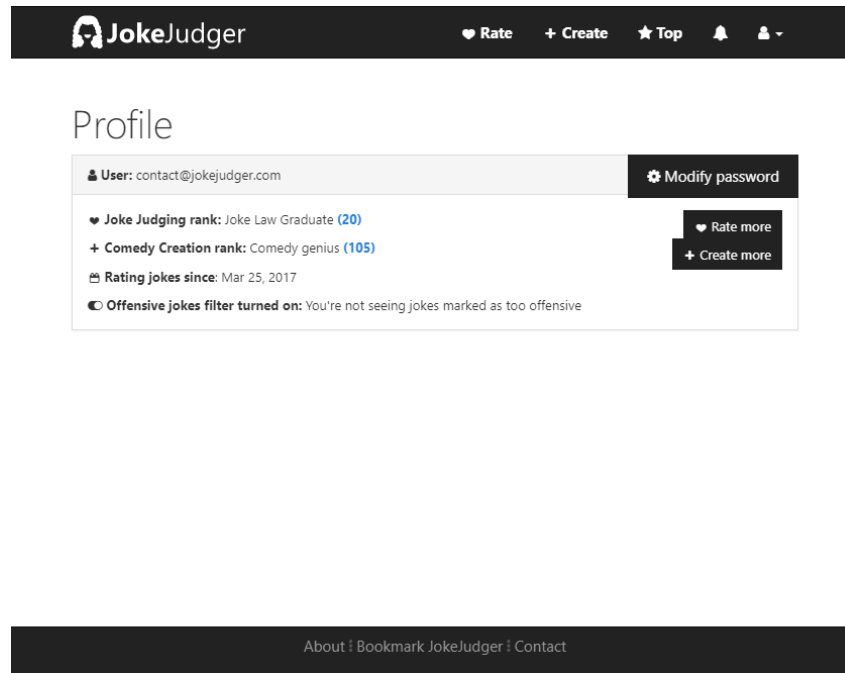 JokeJudger
Rate
+ Create
Top
Profile
User: contact@jokejudger.com
Modify password
Joke Judging rank: Joke Law Graduate (20)
Rate more
+ Comedy Creation rank: Comedy genius (105)
+ Create more
Rating jokes since: Mar 25, 2017
Offensive jokes filter turned on: You're not seeing jokes marked as too offensive
About ⁞ Bookmark JokeJudger ⁞ Contact